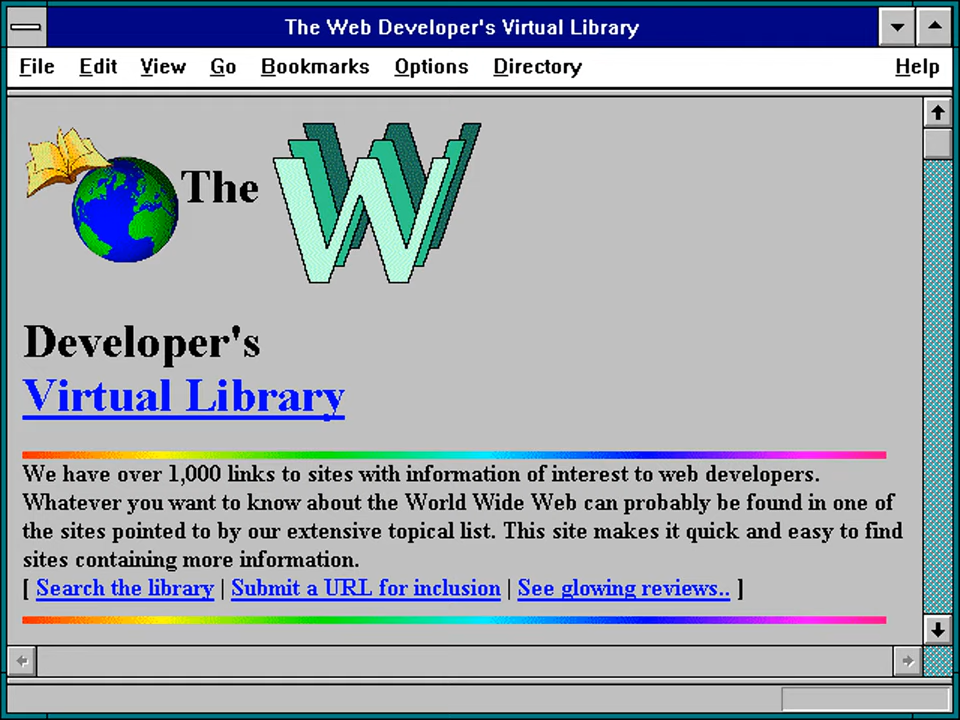 The Web Developer's Virtual Library
File Edit View Go Bookmarks Options Directory Help
The WWW
Developer's
Virtual Library
We have over 1,000 links to sites with information of interest to web developers.
Whatever you want to know about the World Wide Web can probably be found in one of
the sites pointed to by our extensive topical list. This site makes it quick and easy to find
sites containing more information.
[ Search the library | Submit a URL for inclusion | See glowing reviews.. ]